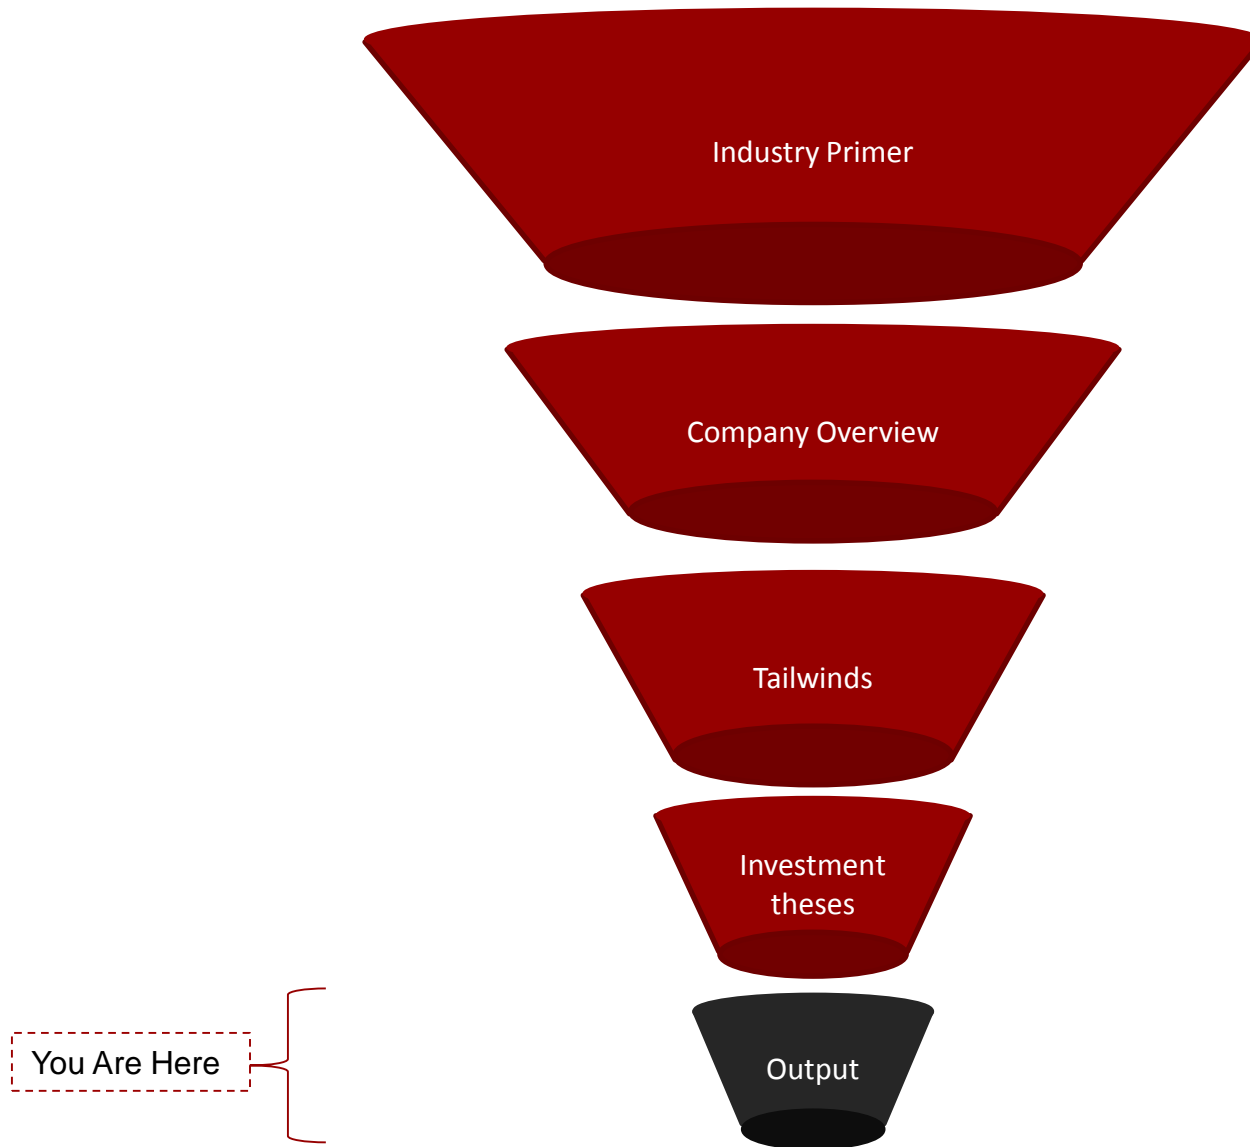 Industry Primer
Company Overview
Tailwinds
Investment
theses
You Are Here
Output